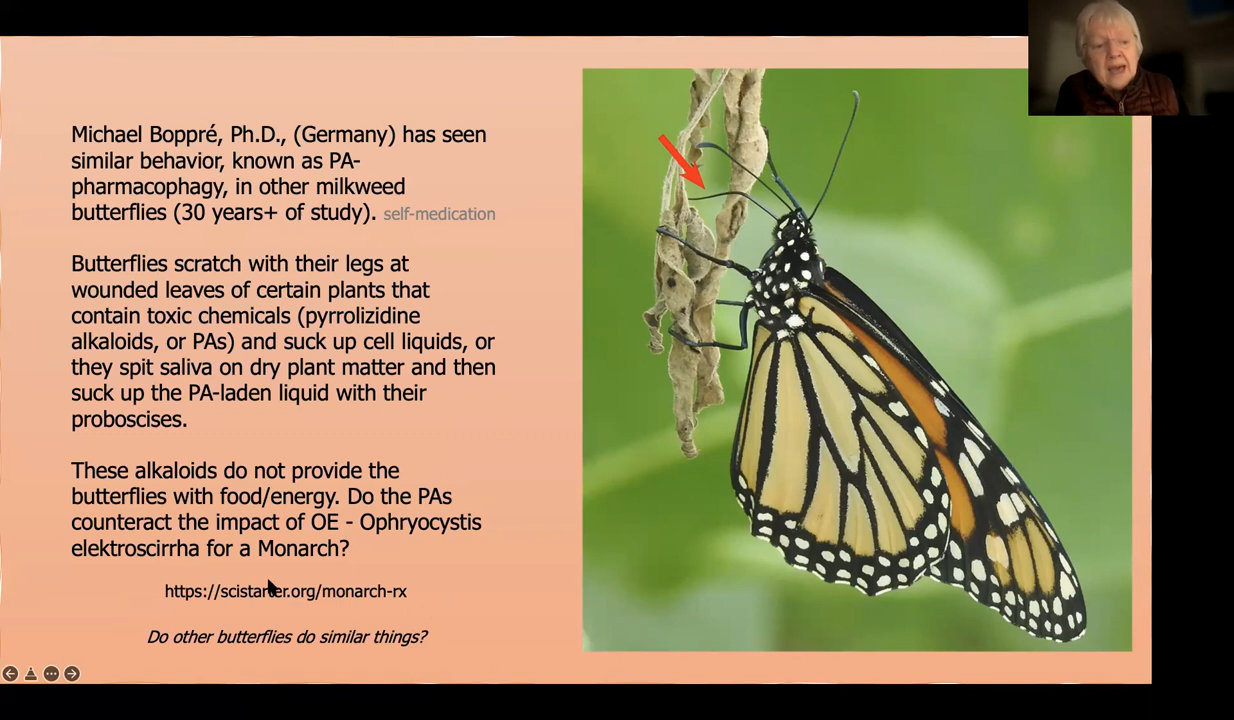 Michael Boppré, Ph.D., (Germany) has seen
similar behavior, known as PA-
pharmacophagy, in other milkweed
butterflies (30 years+ of study). self-medication
Butterflies scratch with their legs at
wounded leaves of certain plants that
contain toxic chemicals (pyrrolizidine
alkaloids, or PAs) and suck up cell liquids, or
they spit saliva on dry plant matter and then
suck up the PA-laden liquid with their
proboscises.
These alkaloids do not provide the
butterflies with food/energy. Do the PAs
counteract the impact of OE - Ophryocystis
elektroscirrha for a Monarch?
https://scistarter.org/monarch-rx
Do other butterflies do similar things?